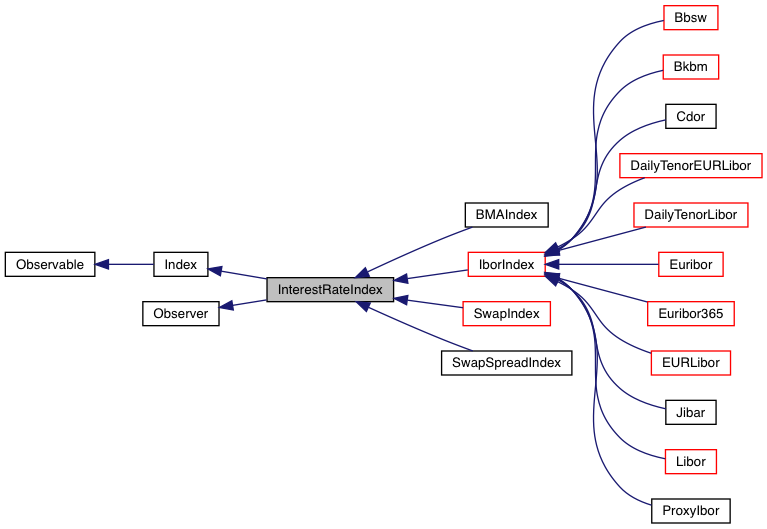 Bbsw
Bkbm
Cdor
DailyTenorEURLibor
DailyTenorLibor
BMAIndex
Observable
Index
IborIndex
Euribor
InterestRateIndex
Observer
SwapIndex
Euribor365
SwapSpreadIndex
EURLibor
Jibar
Libor
ProxyIbor